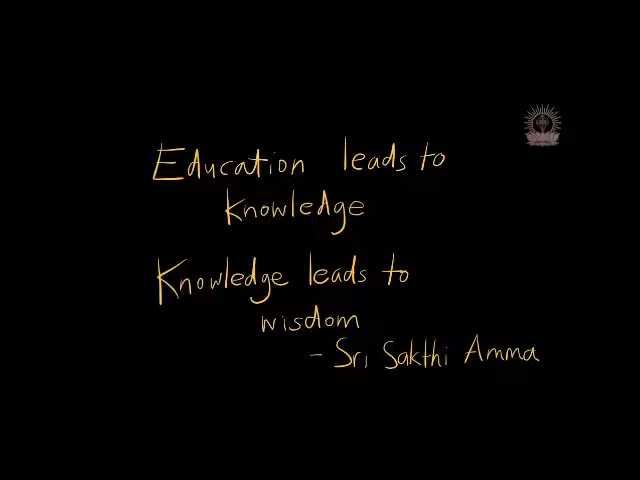 Education leads to
Knowledge
Knowledge leads to
wisdom
- Sri Sakthi Amma